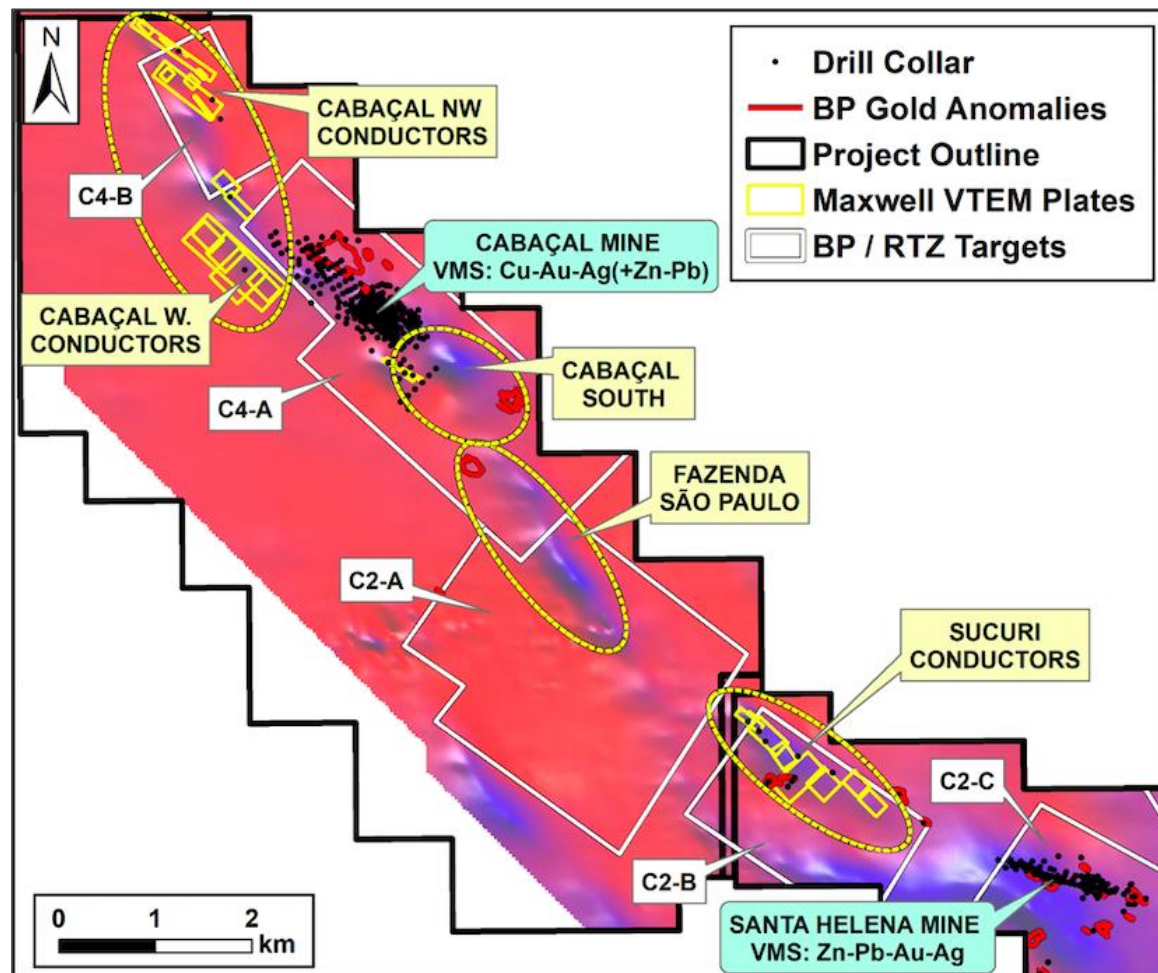 N
Drill Collar
BP Gold Anomalies
Project Outline
Maxwell VTEM Plates
BP / RTZ Targets
CABAÇAL NW
CONDUCTORS
C4-B
CABAÇAL MINE
VMS: Cu-Au-Ag(+Zn-Pb)
CABAÇAL W.
CONDUCTORS
CABAÇAL
SOUTH
C4-A
FAZENDA
SÃO PAULO
C2-A
SUCURI
CONDUCTORS
C2-C
C2-B
SANTA HELENA MINE
VMS: Zn-Pb-Au-Ag
0 1 2
km